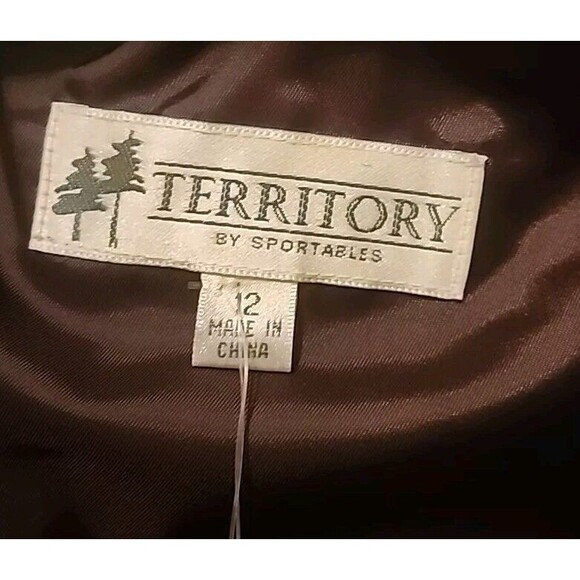 TERRITORY
BY SPORTABLES
12
MADE IN
CHINA